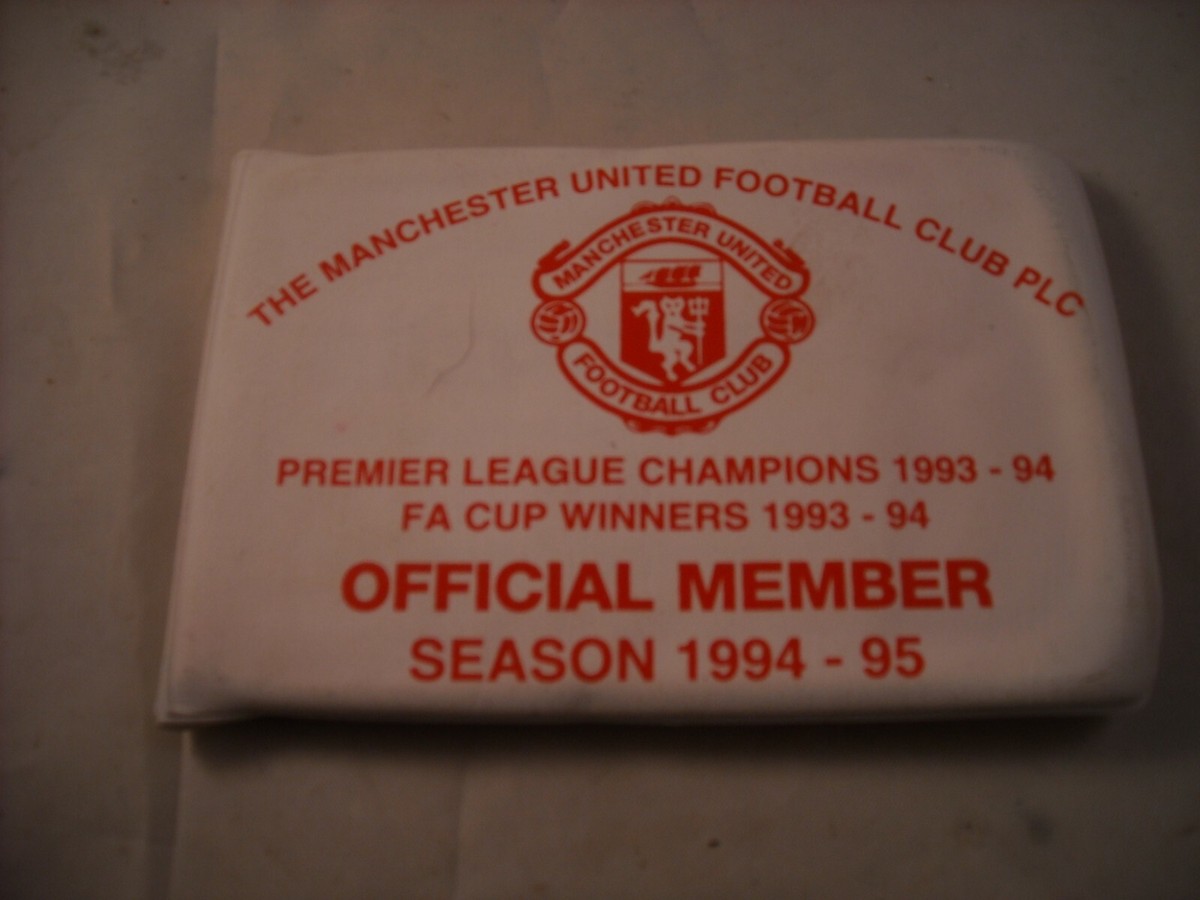 THE MANCHESTER UNITED FOOTBALL CLUB PLC
MANCHESTER UNITED
FOOTBALL CLUB
PREMIER LEAGUE CHAMPIONS 1993 - 94
FA CUP WINNERS 1993 - 94
OFFICIAL MEMBER
SEASON 1994 - 95